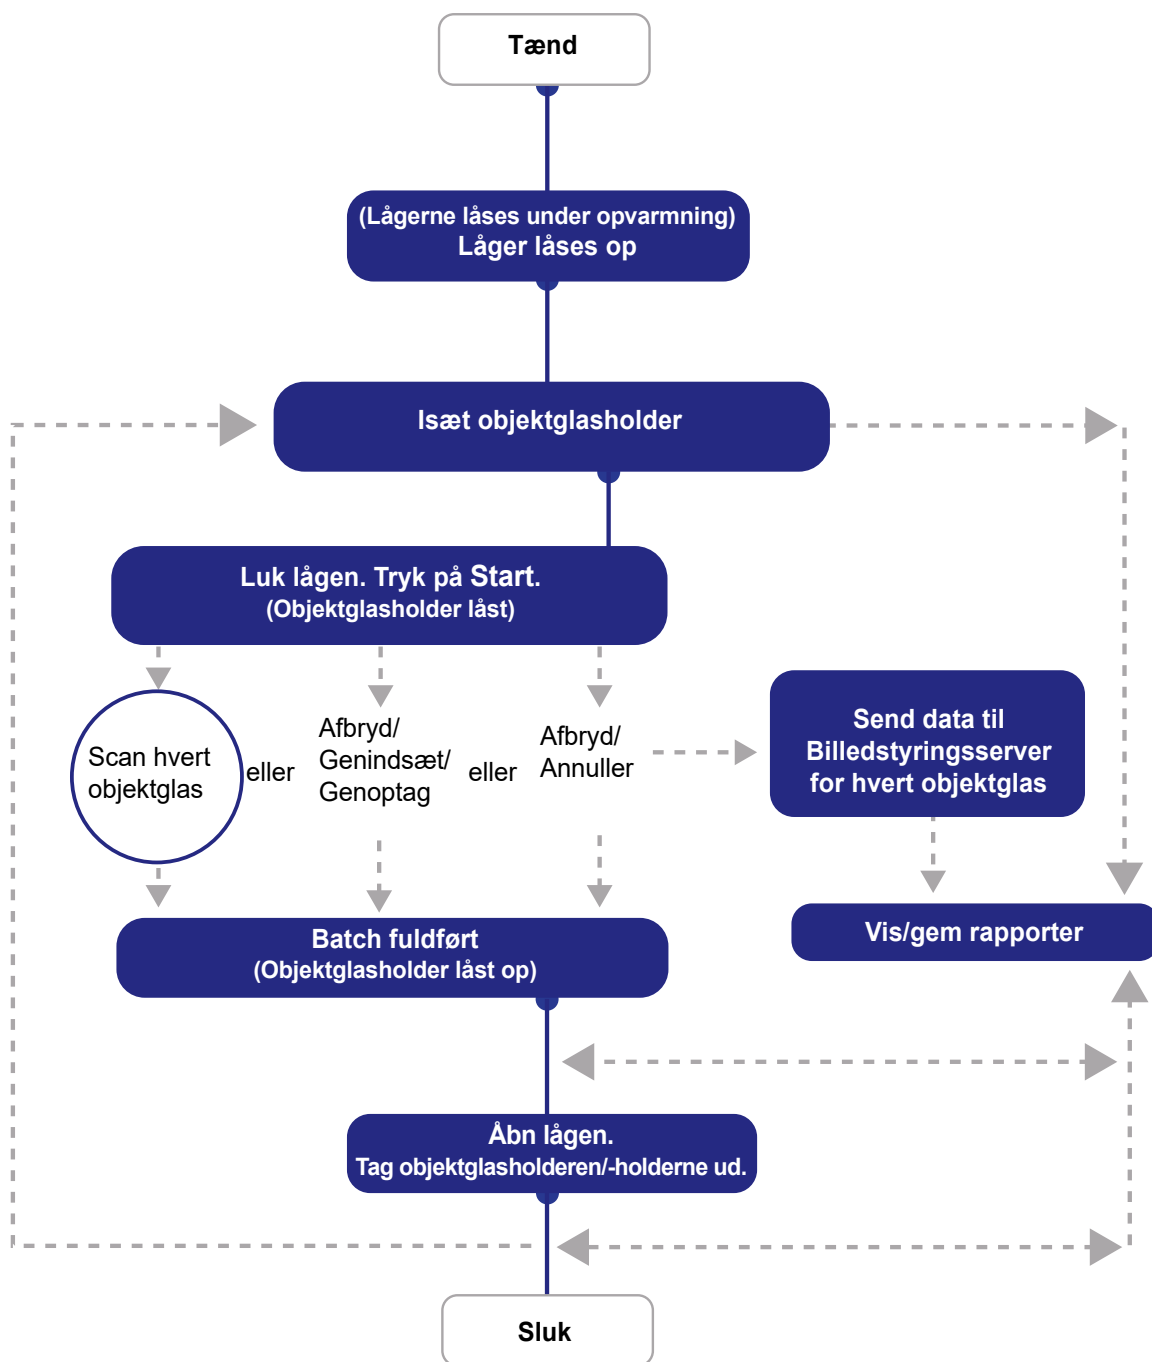 Tænd
(Lågerne låses under opvarmning)
Låger låses op
Isæt objektglasholder
Luk lågen. Tryk på Start.
(Objektglasholder låst)
Scan hvert
objektglas
eller
Afbryd/
Genindsæt/
Genoptag
eller
Afbryd/
Annuller
Send data til
Billedstyringsserver
for hvert objektglas
Batch fuldført
(Objektglasholder låst op)
Vis/gem rapporter
Åbn lågen.
Tag objektglasholderen/-holderne ud.
Sluk